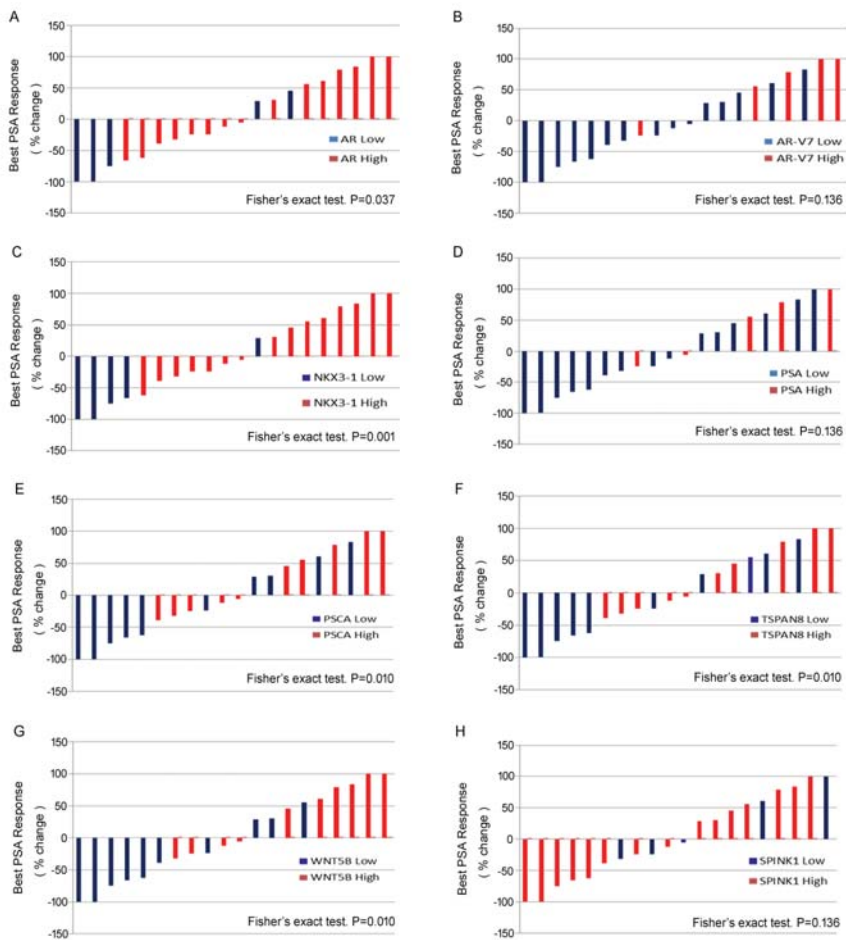 A
Best PSA Response
( % change )
150
100
50
0
-50
-100
-150
AR Low
AR High
Fisher's exact test. P=0.037
B
Best PSA Response
( % change )
150
100
50
0
-50
-100
-150
AR-V7 Low
AR-V7 High
Fisher's exact test. P=0.136
C
Best PSA Response
( % change )
150
100
50
0
-50
-100
-150
NKX3-1 Low
NKX3-1 High
Fisher's exact test. P=0.001
D
Best PSA Response
( % change )
150
100
50
0
-50
-100
-150
PSA Low
PSA High
Fisher's exact test. P=0.136
E
Best PSA Response
( % change )
150
100
50
0
-50
-100
-150
PSCA Low
PSCA High
Fisher's exact test. P=0.010
F
Best PSA Response
( % change )
150
100
50
0
-50
-100
-150
TSPAN8 Low
TSPAN8 High
Fisher's exact test. P=0.010
G
Best PSA Response
( % change )
150
100
50
0
-50
-100
-150
WNT5B Low
WNT5B High
Fisher's exact test. P=0.010
H
Best PSA Response
( % change )
150
100
50
0
-50
-100
-150
SPINK1 Low
SPINK1 High
Fisher's exact test. P=0.136